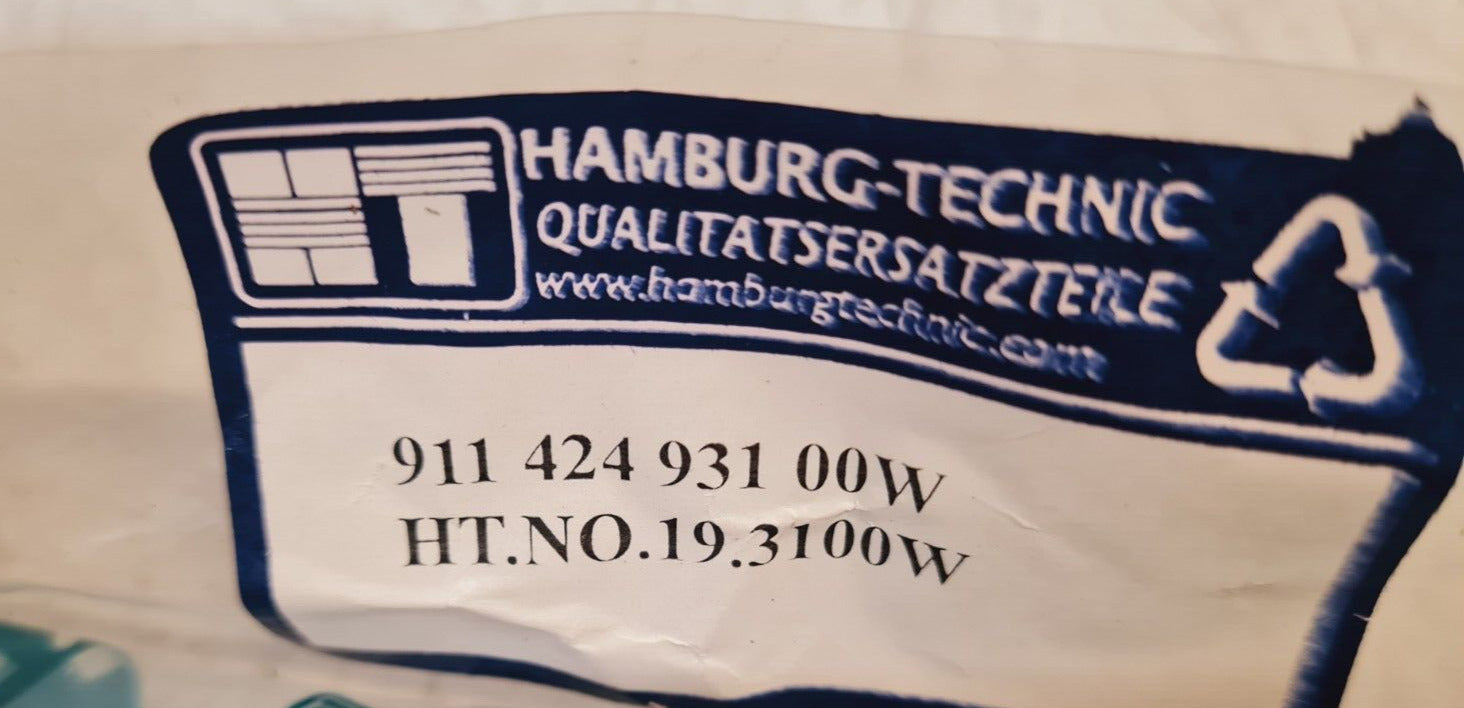 HAMBURG-TECHNIC
QUALITATSERSATZTEILE
www.hamburgtechnic.com
911 424 931 00W
HT.NO.19.3100W